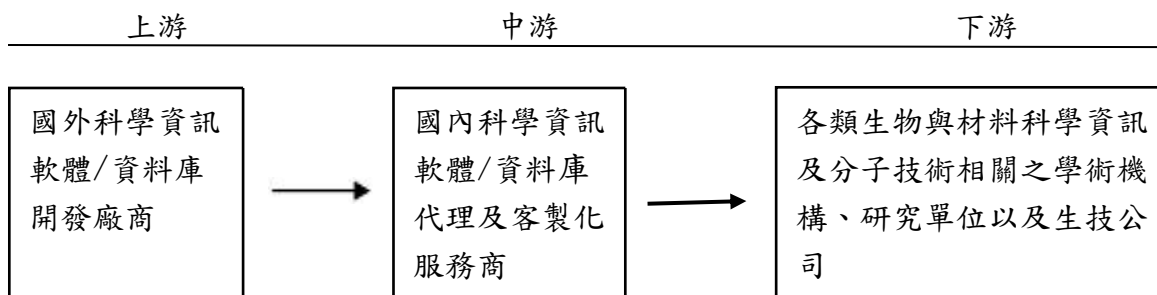 上游 中游 下游
國外科學資訊
軟體/資料庫
開發廠商
國內科學資訊
軟體/資料庫
代理及客製化
服務商
各類生物與材料科學資訊
及分子技術相關之學術機
構、研究單位以及生技公
司